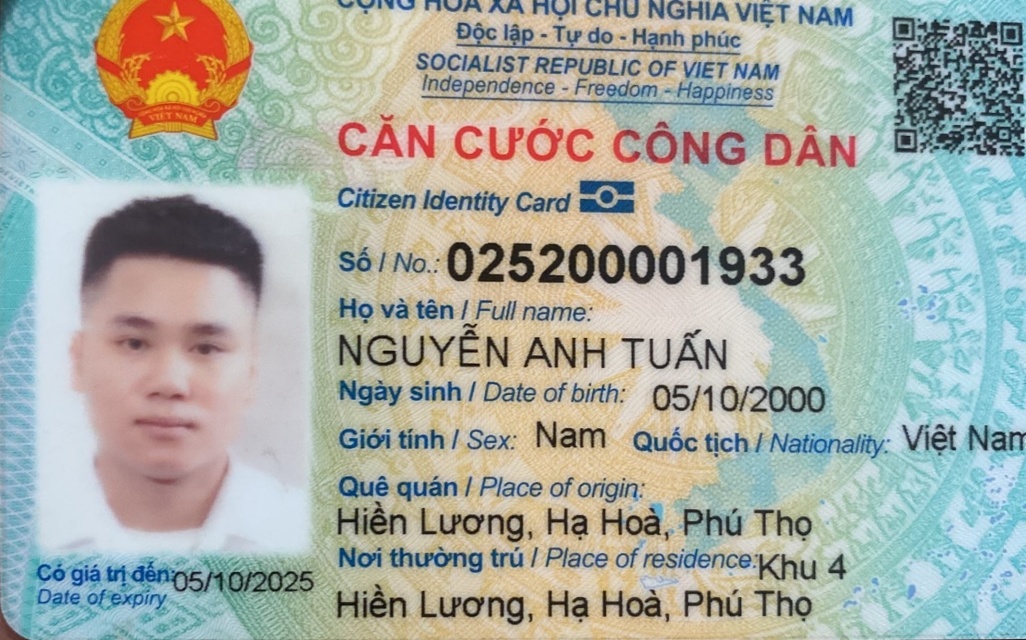 CỘNG HÒA XÃ HỘI CHỦ NGHĨA VIỆT NAM
Độc lập - Tự do - Hạnh phúc
SOCIALIST REPUBLIC OF VIET NAM
Independence - Freedom - Happiness
VIỆT NAM
CĂN CƯỚC CÔNG DÂN
Citizen Identity Card
Số / No.: 025200001933
Họ và tên / Full name:
NGUYỄN ANH TUẤN
Ngày sinh / Date of birth: 05/10/2000
Giới tính / Sex: Nam Quốc tịch / Nationality: Việt Nam
Quê quán / Place of origin:
Hiền Lương, Hạ Hoà, Phú Thọ
Nơi thường trú / Place of residence: Khu 4
Hiền Lương, Hạ Hoà, Phú Thọ
Có giá trị đến: 05/10/2025
Date of expiry